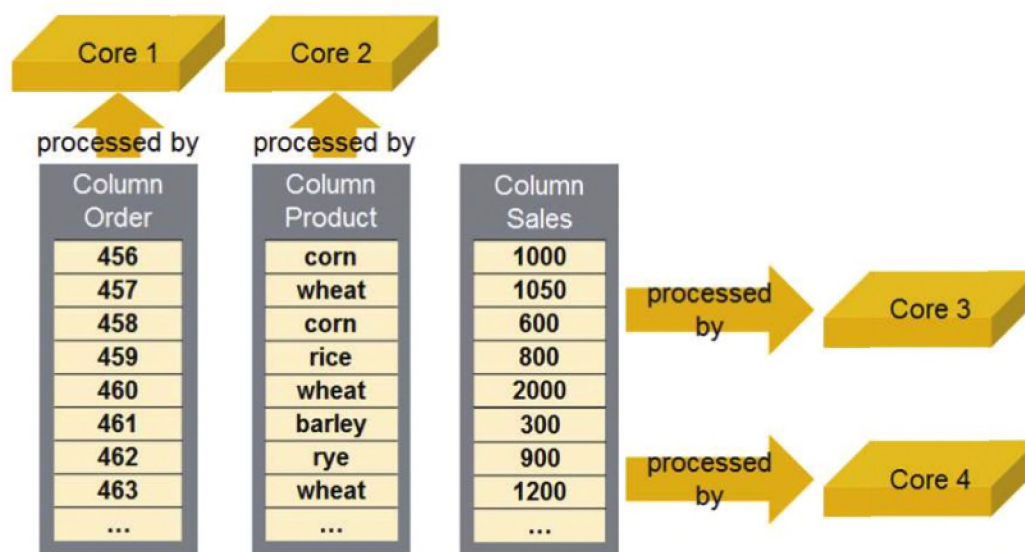 Core 1
Core 2
processed by
processed by
Column
Order
456
457
458
459
460
461
462
463
...
Column
Product
corn
wheat
corn
rice
wheat
barley
rye
wheat
...
Column
Sales
1000
1050
600
800
2000
300
900
1200
...
processed
by
Core 3
processed
by
Core 4